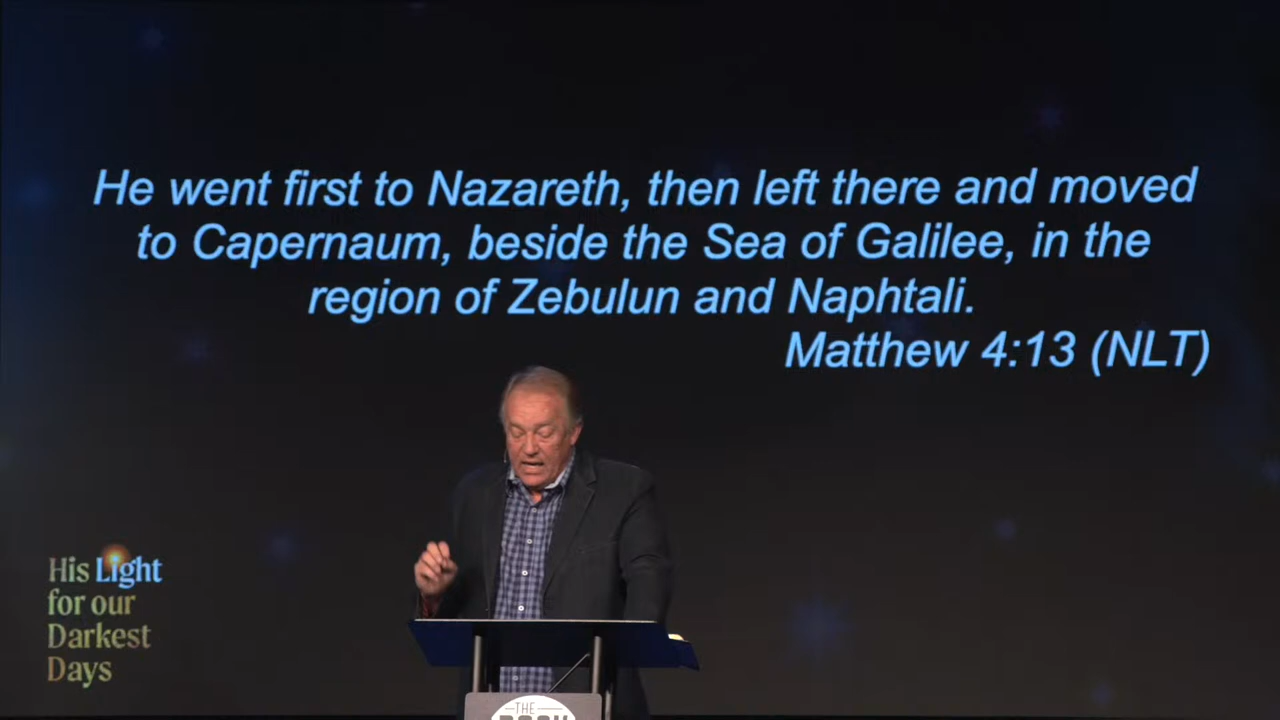 He went first to Nazareth, then left there and moved
to Capernaum, beside the Sea of Galilee, in the
region of Zebulun and Naphtali.
Matthew 4:13 (NLT)
His Light
for our
Darkest
Days
THE